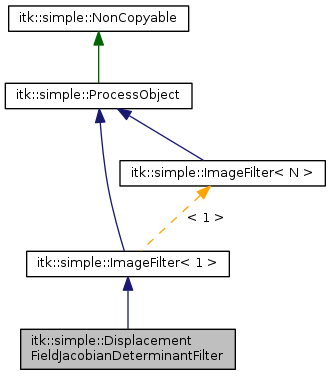 itk::simple::NonCopyable
itk::simple::ProcessObject
itk::simple::ImageFilter< N >
< 1 >
itk::simple::ImageFilter< 1 >
itk::simple::Displacement
FieldJacobianDeterminantFilter